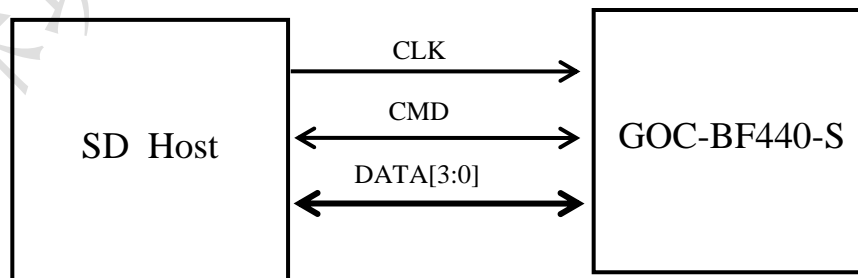 CLK
CMD
SD Host
GOC-BF440-S
DATA[3:0]